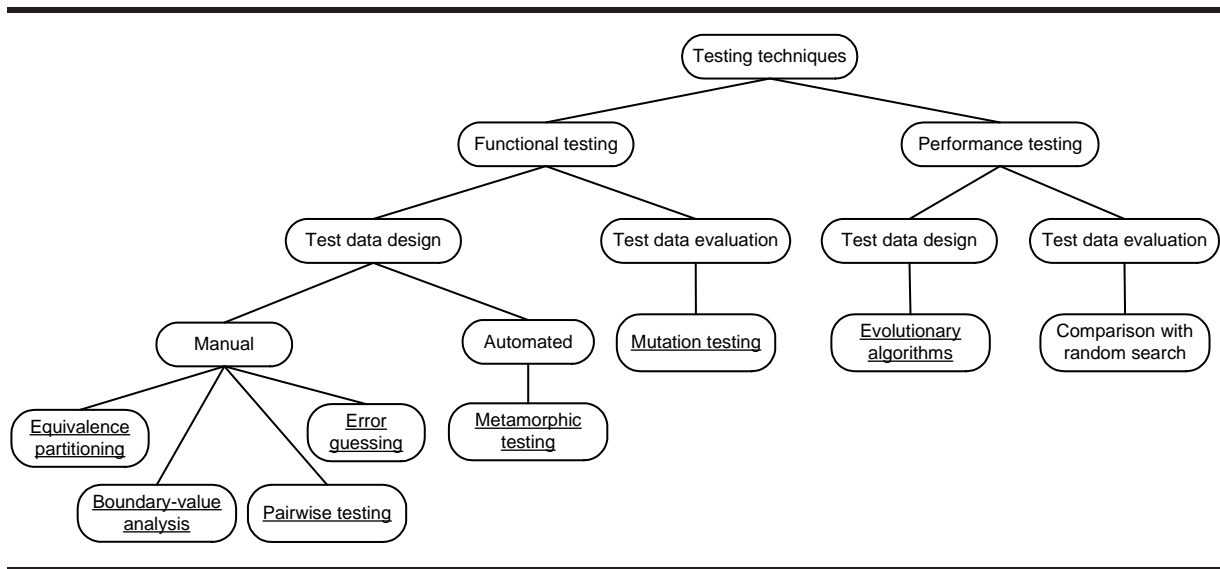 Testing techniques
Functional testing
Performance testing
Test data design
Test data evaluation
Test data design
Test data evaluation
Manual
Automated
Mutation testing
Evolutionary
algorithms
Comparison with
random search
Equivalence
partitioning
Error
guessing
Metamorphic
testing
Boundary-value
analysis
Pairwise testing